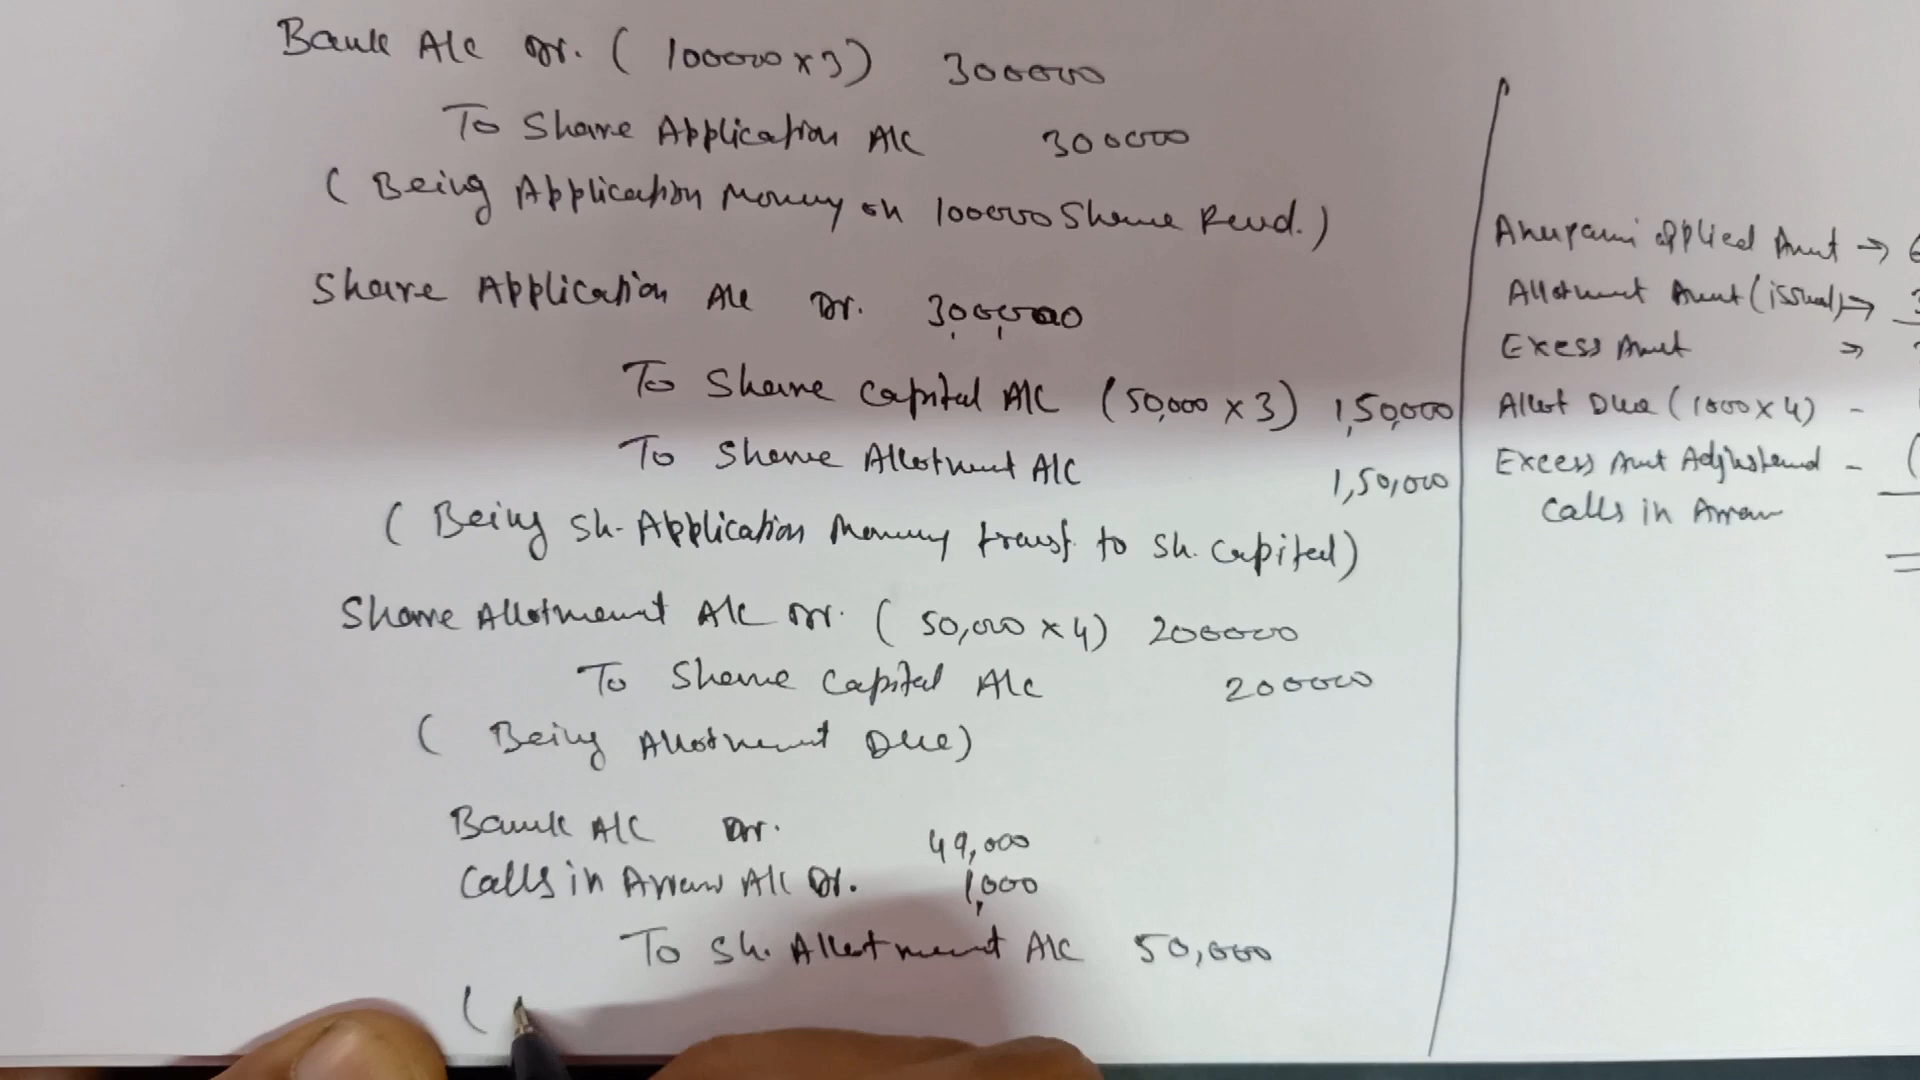 Bank A/c Dr. ( 100000 x 3 ) 300000
To Share Application A/c 300000
( Being Application Money on 100000 Share Recvd. )
Share Application A/c Dr. 3,00,000
To Share Capital A/c ( 50,000 x 3 ) 1,50,000
To Share Allotment A/c 1,50,000
( Being Sh. Application Money transf. to Sh. Capital )
Share Allotment A/c Dr. ( 50,000 x 4 ) 200000
To Share Capital A/c 200000
( Being Allotment Due )
Bank A/c Dr. 49,000
Calls in Arrear A/c Dr. 1,000
To Sh. Allotment A/c 50,000
(
Anupam applied Amt →
Allotment Amt (issued) →
Exess Amt →
Allot Due ( 1000 x 4 ) -
Excess Amt Adjusted -
Calls in Arrear